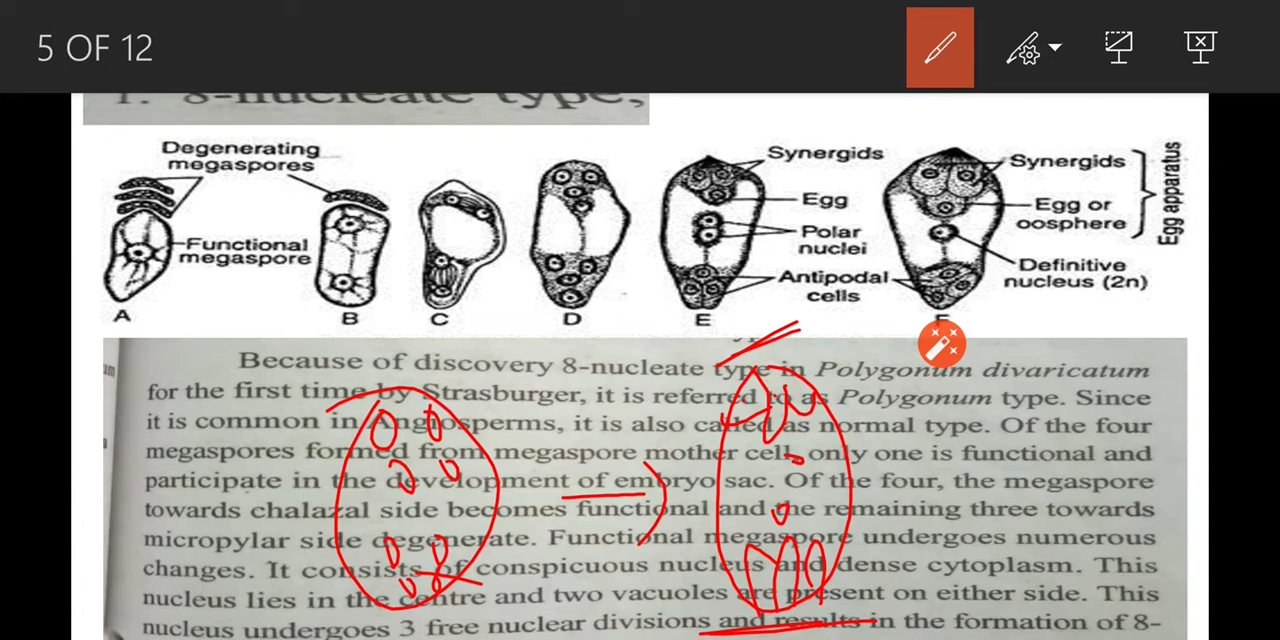 5 OF 12
1. 8-nucleate type,
Degenerating
megaspores
Functional
megaspore
Synergids
Egg
Polar
nuclei
Antipodal
cells
Synergids
Egg or
oosphere
Definitive
nucleus (2n)
Egg apparatus
A B C D E F
Because of discovery 8-nucleate type in Polygonum divaricatum
for the first time by Strasburger, it is referred to as Polygonum type. Since
it is common in Angiosperms, it is also called as normal type. Of the four
megaspores formed from megaspore mother cell, only one is functional and
participate in the development of embryo sac. Of the four, the megaspore
towards chalazal side becomes functional and the remaining three towards
micropylar side degenerate. Functional megaspore undergoes numerous
changes. It consists of conspicuous nucleus and dense cytoplasm. This
nucleus lies in the centre and two vacuoles are present on either side. This
nucleus undergoes 3 free nuclear divisions and results in the formation of 8-